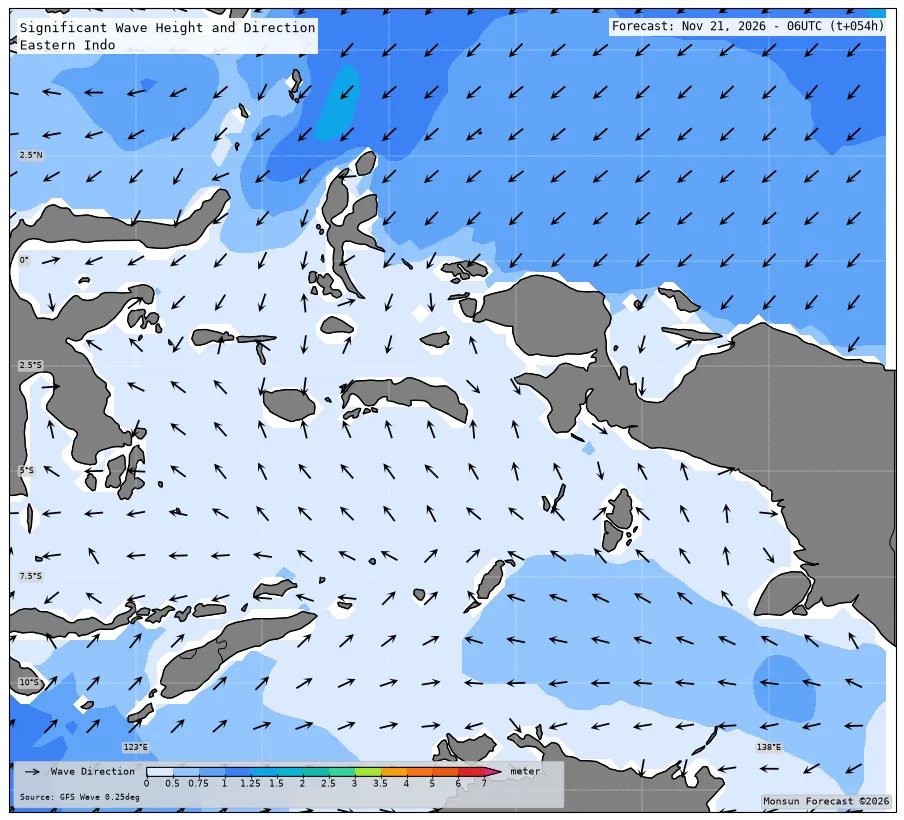 Significant Wave Height and Direction
Eastern Indo
Forecast: Nov 21, 2026 - 06UTC (t+054h)
2.5°N
0°
2.5°S
5°S
7.5°S
10°S
123°E
138°E
Wave Direction
meter
0 0.5 0.75 1 1.25 1.5 2 2.5 3 3.5 4 5 6 7
Source: GFS Wave 0.25deg
Monsun Forecast ©2026